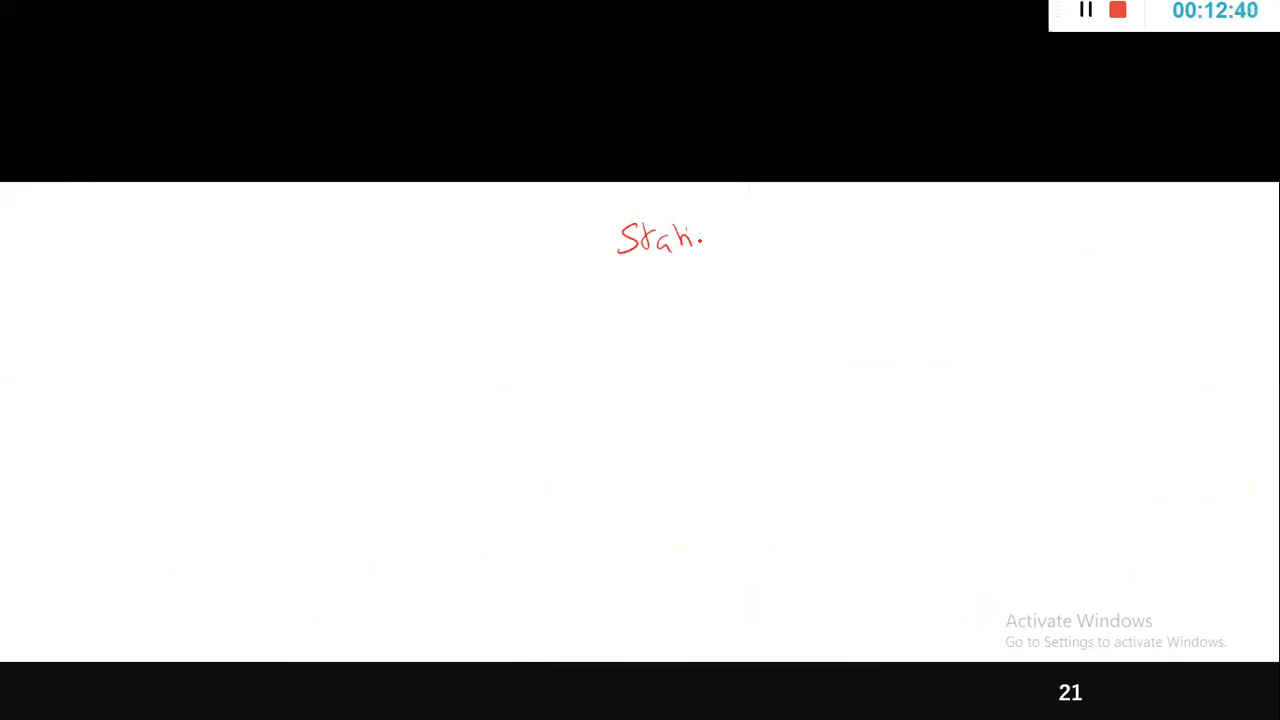 00:12:40
Stati
Activate Windows
Go to Settings to activate Windows.
21